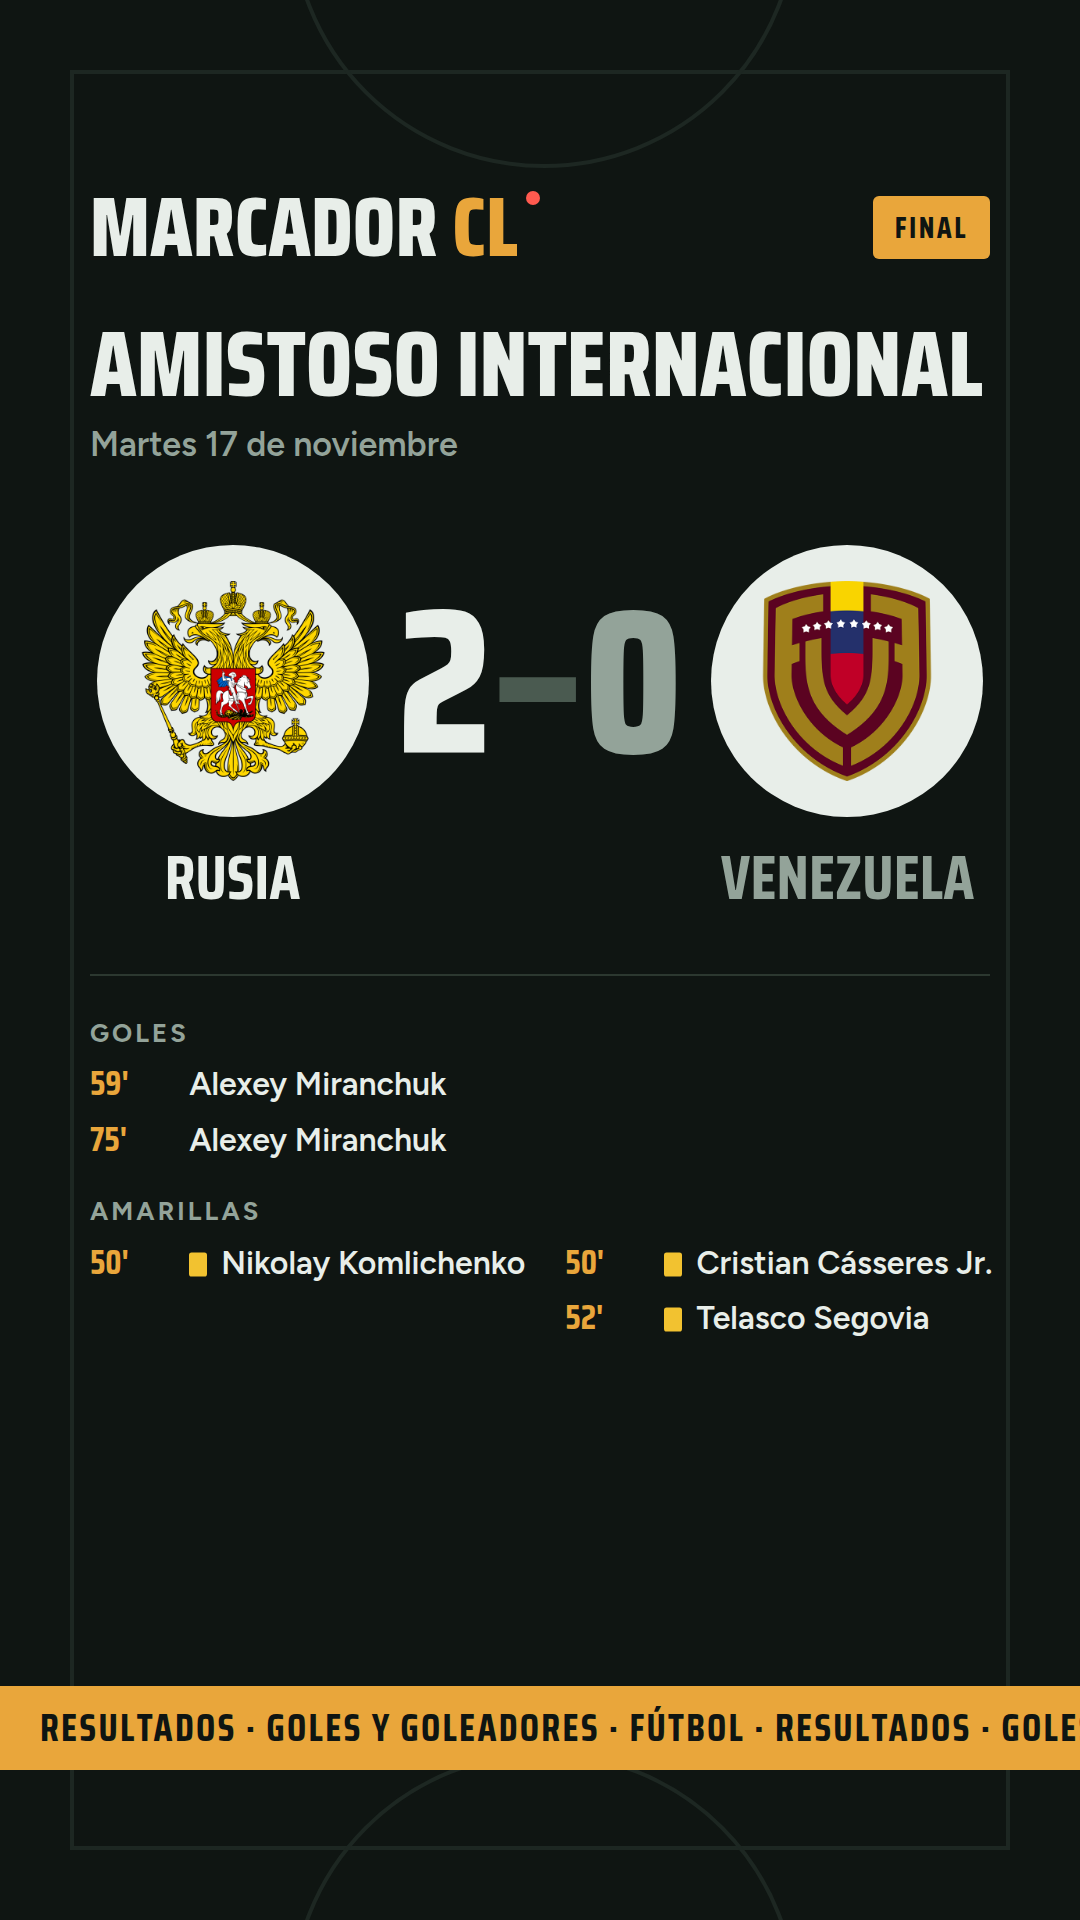 MARCADOR CL
FINAL
AMISTOSO INTERNACIONAL
Martes 17 de noviembre
2-0
RUSIA
VENEZUELA
GOLES
59' Alexey Miranchuk
75' Alexey Miranchuk
AMARILLAS
50' Nikolay Komlichenko
50' Cristian Cásseres Jr.
52' Telasco Segovia
RESULTADOS · GOLES Y GOLEADORES · FÚTBOL · RESULTADOS · GOLES